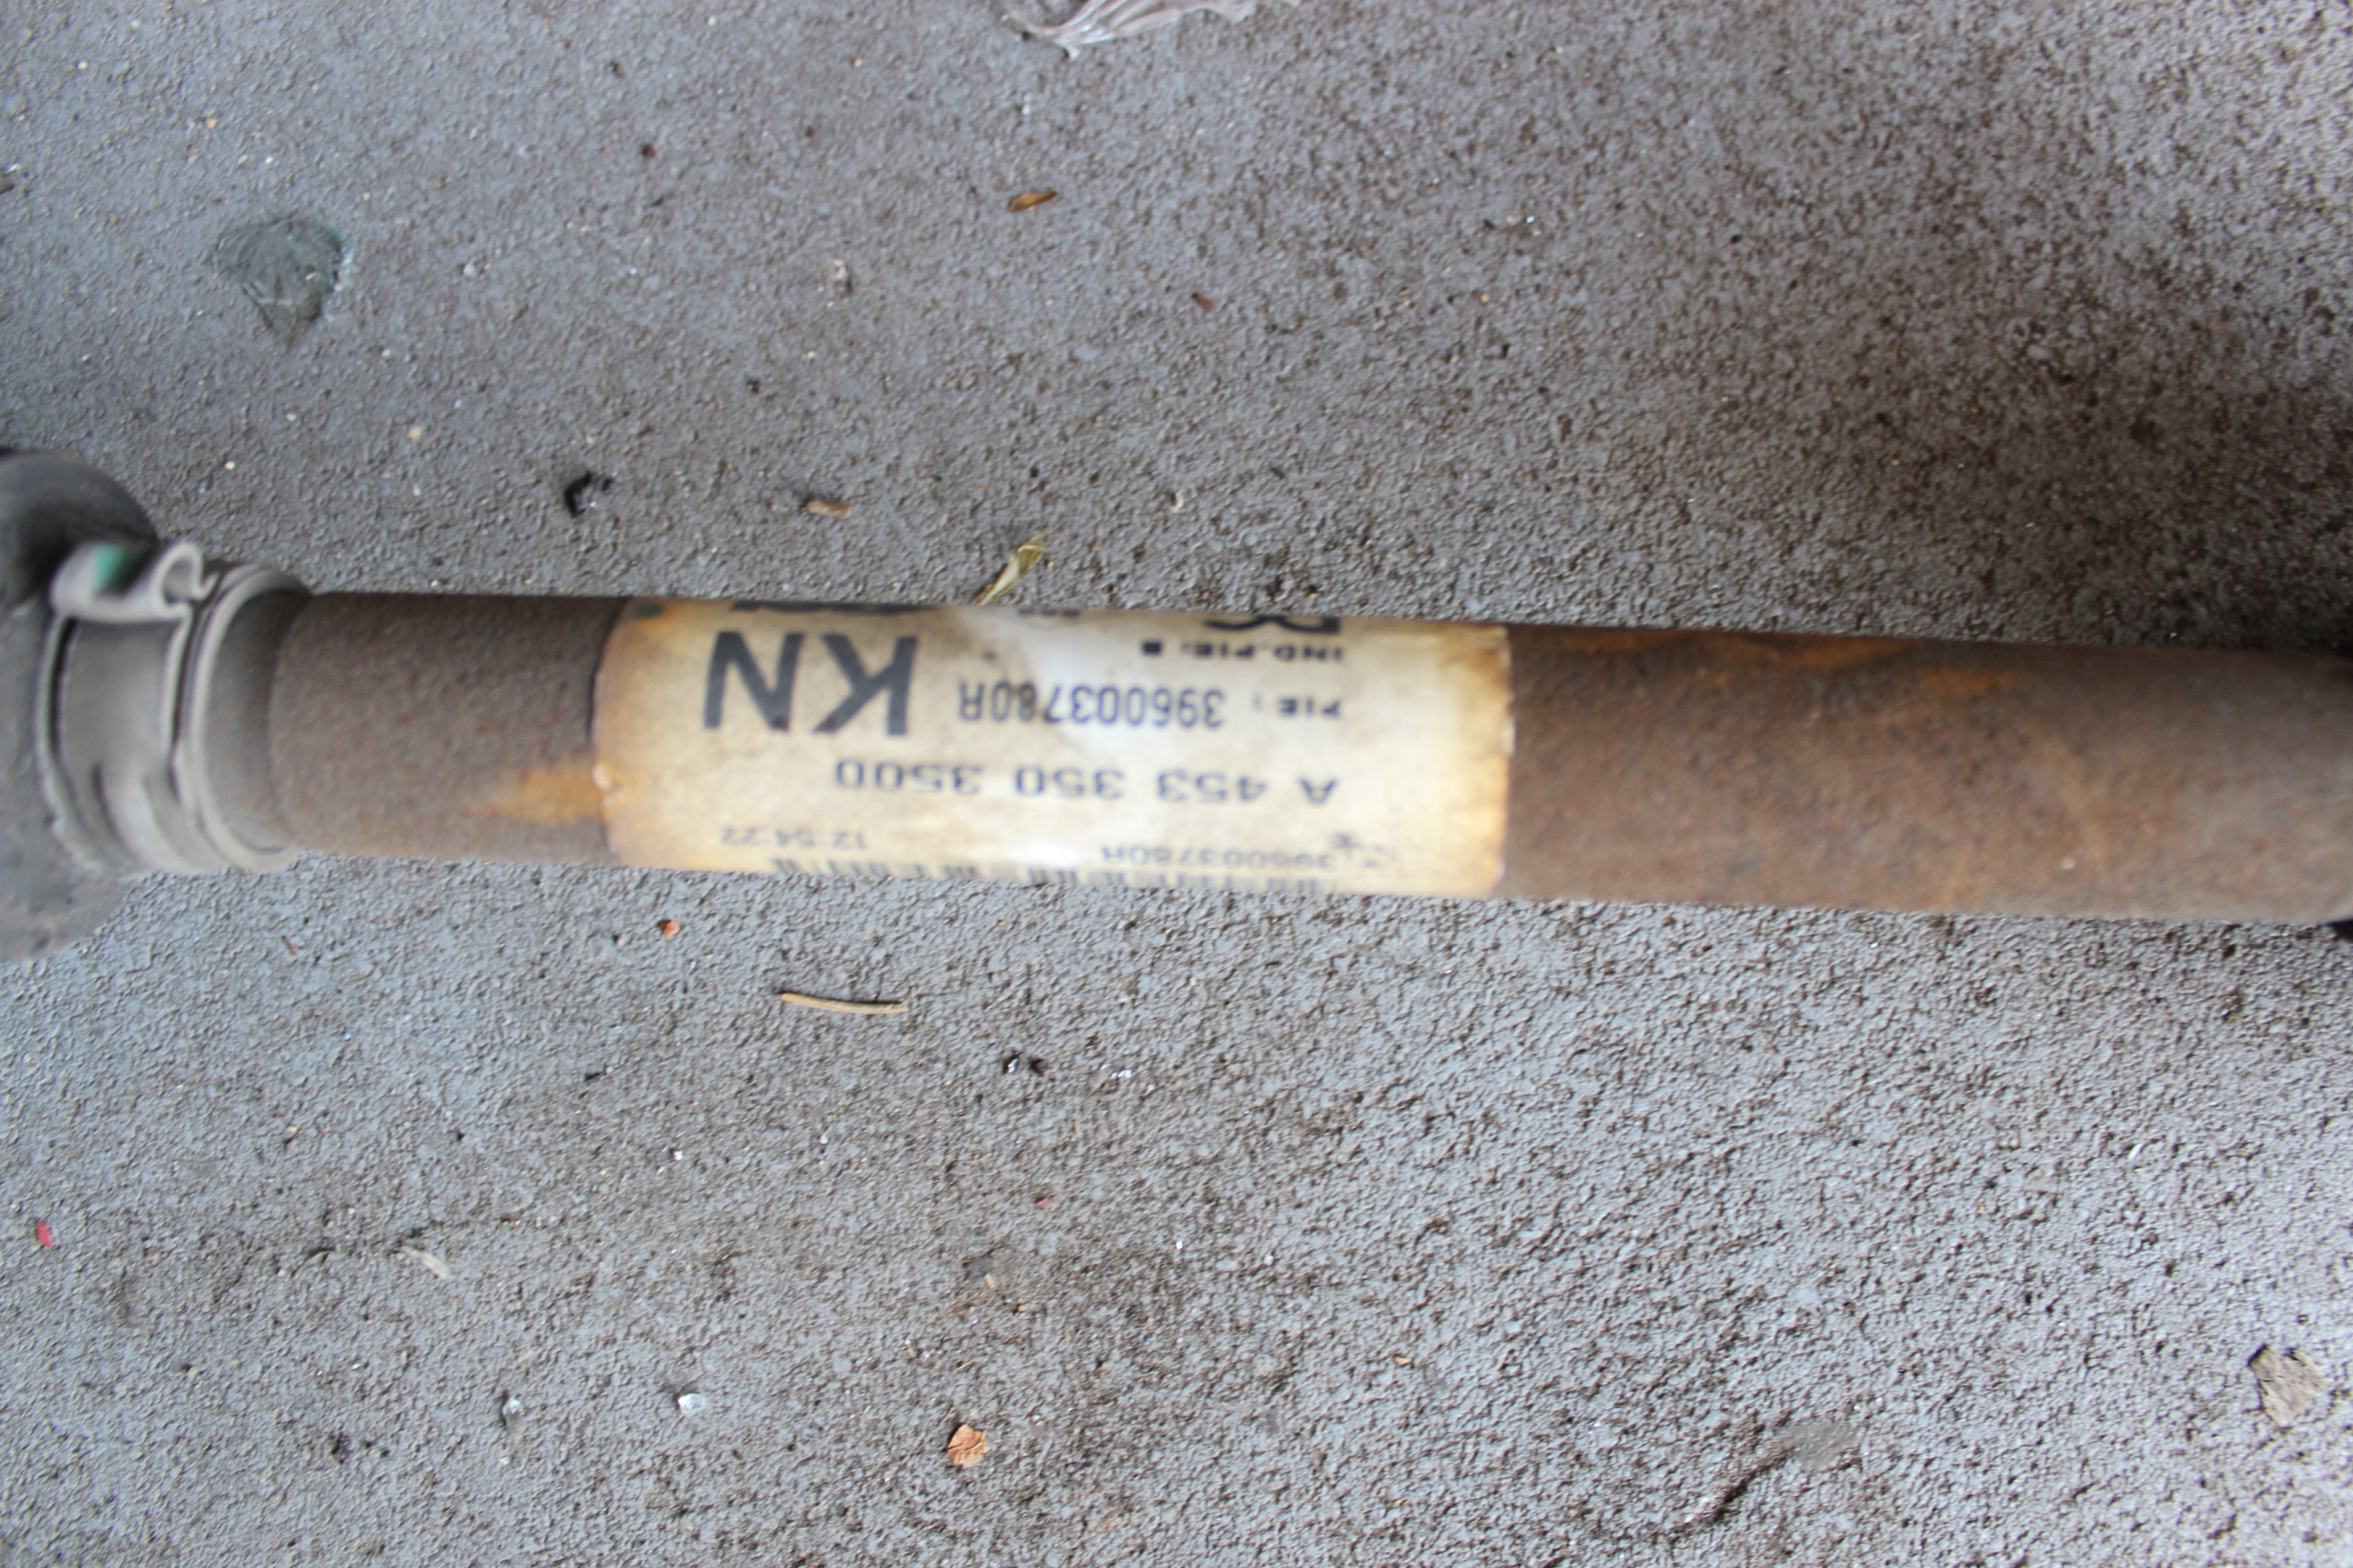 396003780R 12:54:22
A 453 350 3500
PIE : 396003780R KN
IND.PIE: B